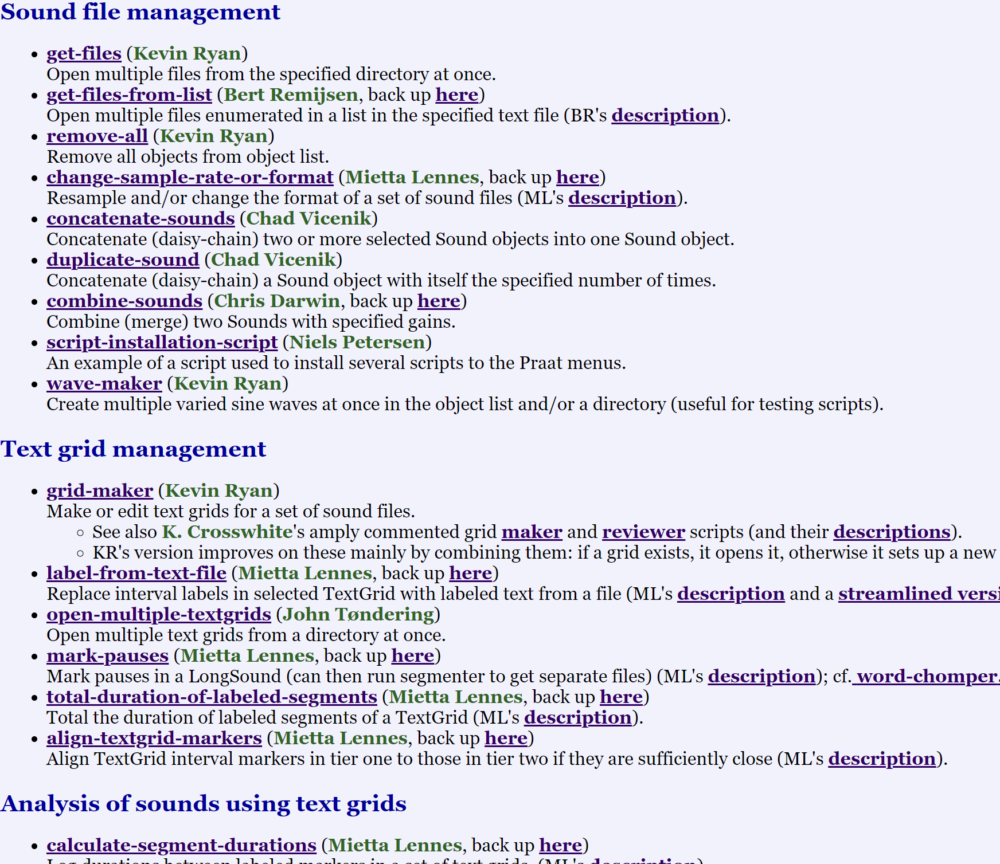 Sound file management
get-files (Kevin Ryan)
Open multiple files from the specified directory at once.
get-files-from-list (Bert Remijsen, back up here)
Open multiple files enumerated in a list in the specified text file (BR's description).
remove-all (Kevin Ryan)
Remove all objects from object list.
change-sample-rate-or-format (Mietta Lennes, back up here)
Resample and/or change the format of a set of sound files (ML's description).
concatenate-sounds (Chad Vicenik)
Concatenate (daisy-chain) two or more selected Sound objects into one Sound object.
duplicate-sound (Chad Vicenik)
Concatenate (daisy-chain) a Sound object with itself the specified number of times.
combine-sounds (Chris Darwin, back up here)
Combine (merge) two Sounds with specified gains.
script-installation-script (Niels Petersen)
An example of a script used to install several scripts to the Praat menus.
wave-maker (Kevin Ryan)
Create multiple varied sine waves at once in the object list and/or a directory (useful for testing scripts).
Text grid management
grid-maker (Kevin Ryan)
Make or edit text grids for a set of sound files.
See also K. Crosswhite's amply commented grid maker and reviewer scripts (and their descriptions).
KR's version improves on these mainly by combining them: if a grid exists, it opens it, otherwise it sets up a new
label-from-text-file (Mietta Lennes, back up here)
Replace interval labels in selected TextGrid with labeled text from a file (ML's description and a streamlined versi
open-multiple-textgrids (John Tøndering)
Open multiple text grids from a directory at once.
mark-pauses (Mietta Lennes, back up here)
Mark pauses in a LongSound (can then run segmenter to get separate files) (ML's description); cf. word-chomper.
total-duration-of-labeled-segments (Mietta Lennes, back up here)
Total the duration of labeled segments of a TextGrid (ML's description).
align-textgrid-markers (Mietta Lennes, back up here)
Align TextGrid interval markers in tier one to those in tier two if they are sufficiently close (ML's description).
Analysis of sounds using text grids
calculate-segment-durations (Mietta Lennes, back up here)
Log durations between labeled markers in a set of text grids. (ML's description)